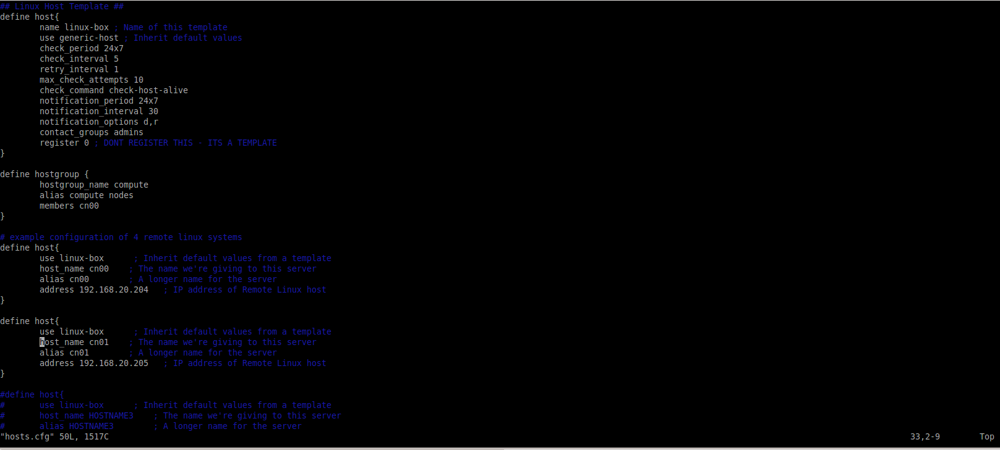 ## Linux Host Template ##
define host{
        name linux-box ; Name of this template
        use generic-host ; Inherit default values
        check_period 24x7
        check_interval 5
        retry_interval 1
        max_check_attempts 10
        check_command check-host-alive
        notification_period 24x7
        notification_interval 30
        notification_options d,r
        contact_groups admins
        register 0 ; DONT REGISTER THIS - ITS A TEMPLATE
}
define hostgroup {
        hostgroup_name compute
        alias compute nodes
        members cn00
}
# example configuration of 4 remote linux systems
define host{
        use linux-box      ; Inherit default values from a template
        host_name cn00    ; The name we're giving to this server
        alias cn00        ; A longer name for the server
        address 192.168.20.204   ; IP address of Remote Linux host
}
define host{
        use linux-box      ; Inherit default values from a template
        host_name cn01    ; The name we're giving to this server
        alias cn01        ; A longer name for the server
        address 192.168.20.205   ; IP address of Remote Linux host
}
#define host{
#       use linux-box      ; Inherit default values from a template
#       host_name HOSTNAME3    ; The name we're giving to this server
#       alias HOSTNAME3        ; A longer name for the server
"hosts.cfg" 50L, 1517C                    33,2-9        Top